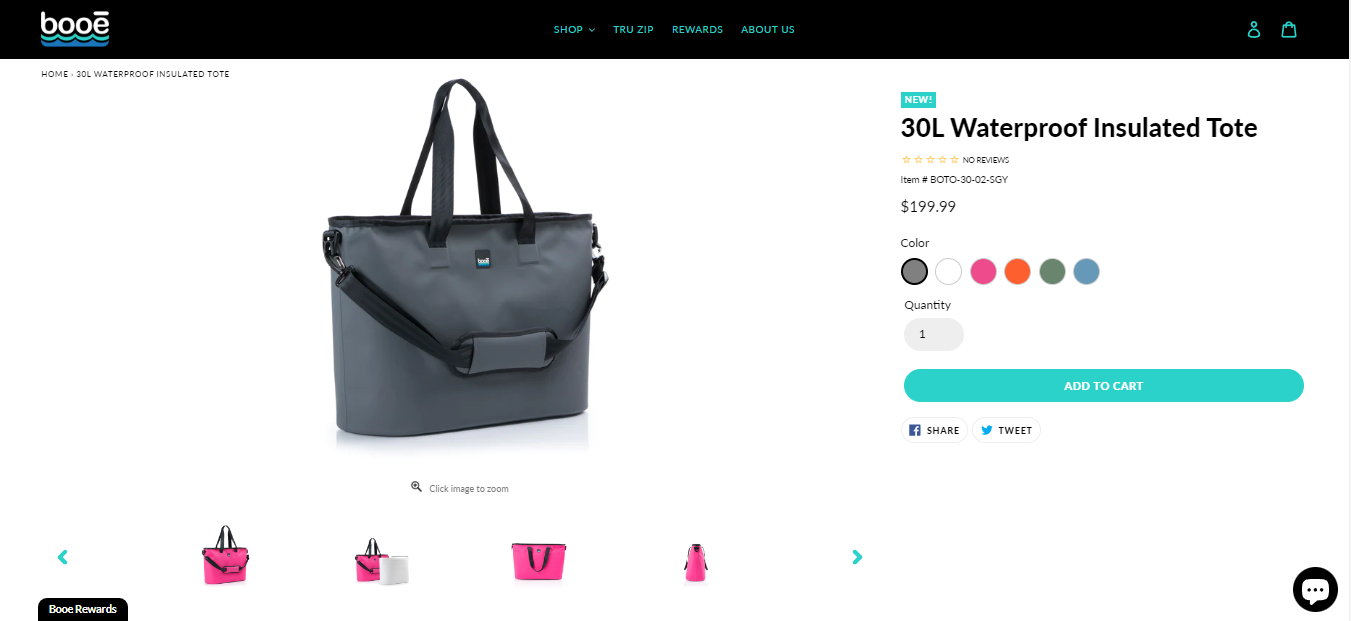 booē
SHOP
TRU ZIP
REWARDS
ABOUT US
HOME › 30L WATERPROOF INSULATED TOTE
NEW!
30L Waterproof Insulated Tote
NO REVIEWS
Item # BOTO-30-02-SGY
$199.99
Color
Quantity
1
ADD TO CART
SHARE
TWEET
booē
Click image to zoom
Booe Rewards